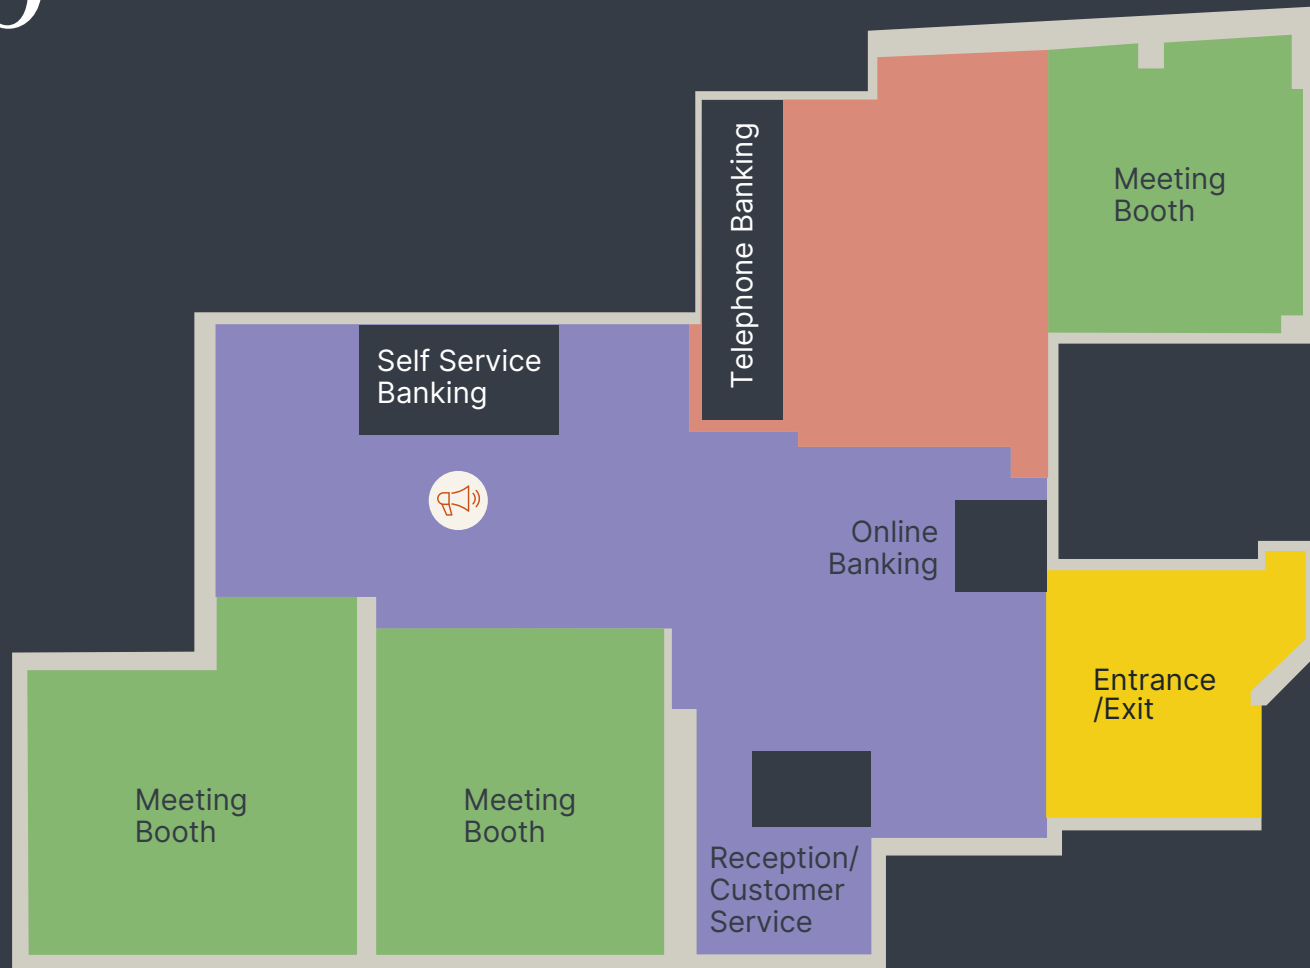 Telephone Banking
Meeting
Booth
Self Service
Banking
Online
Banking
Entrance
/Exit
Meeting
Booth
Meeting
Booth
Reception/
Customer
Service